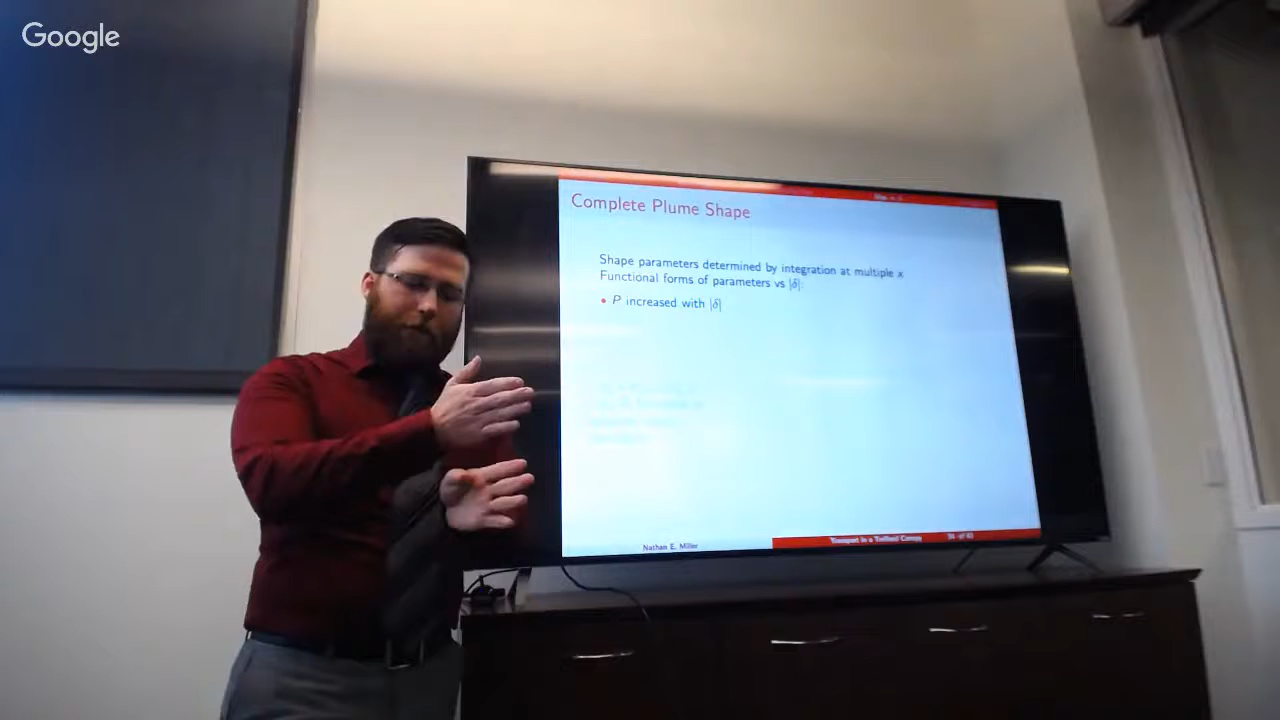 Google
Complete Plume Shape
Shape parameters determined by integration at multiple x
Functional forms of parameters vs |δ|:
• P increased with |δ|
Nathan E. Miller
Transport in a Trellised Canopy